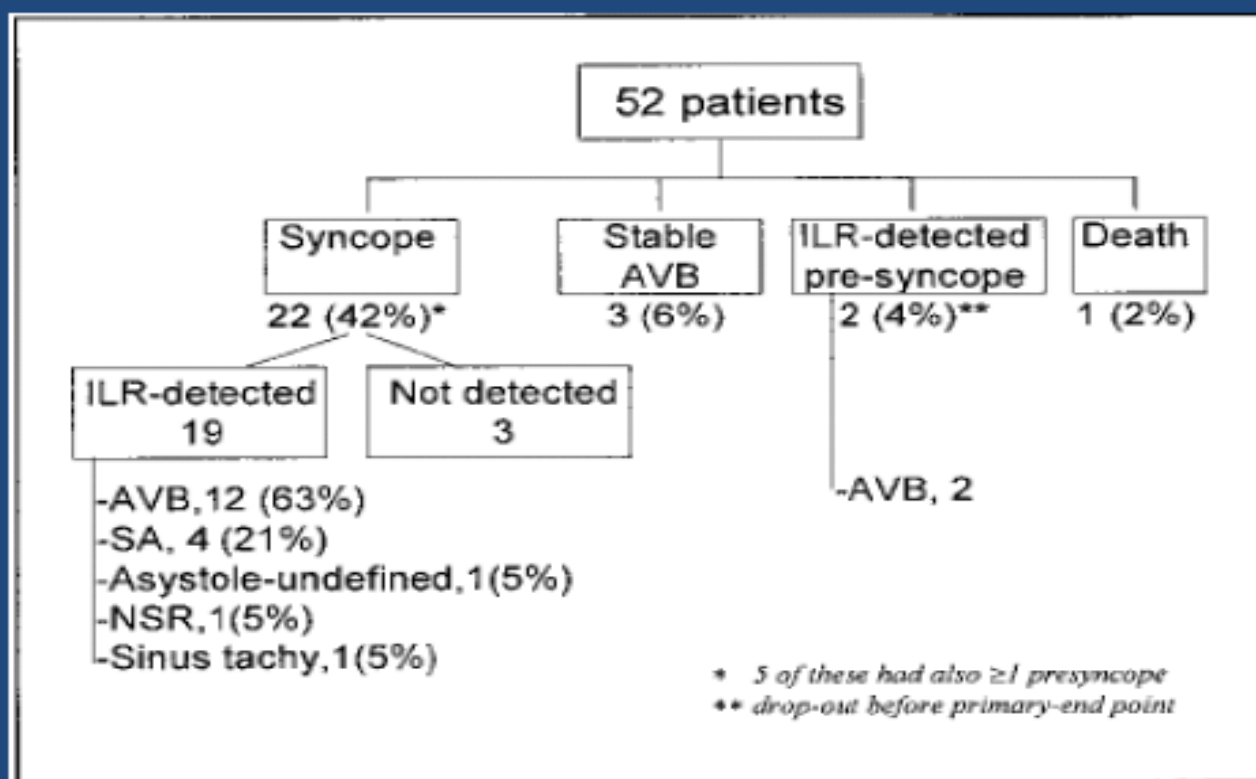 52 patients
Syncope
22 (42%)*
Stable
AVB
3 (6%)
ILR-detected
pre-syncope
2 (4%)**
Death
1 (2%)
ILR-detected
19
Not detected
3
-AVB,12 (63%)
-SA, 4 (21%)
-Asystole-undefined,1(5%)
-NSR,1(5%)
-Sinus tachy,1(5%)
-AVB, 2
* 5 of these had also ≥1 presyncope
** drop-out before primary-end point